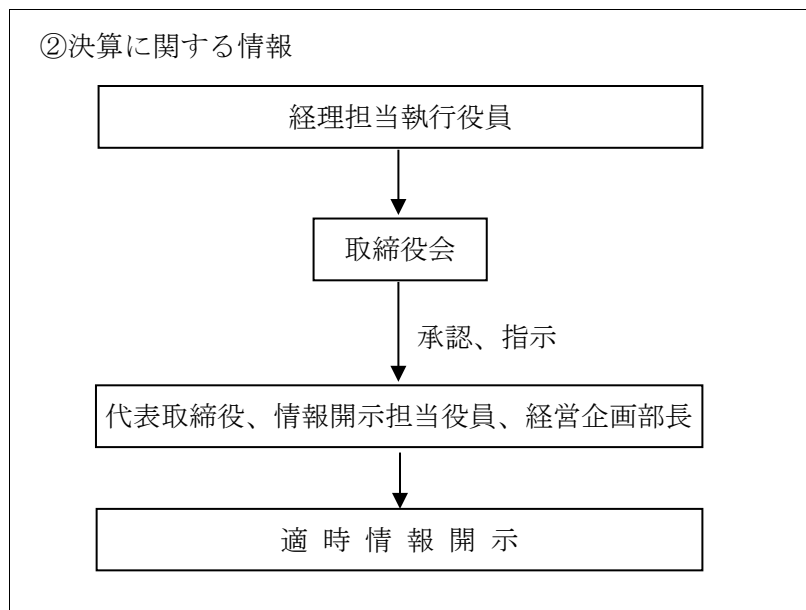 ②決算に関する情報
経理担当執行役員
取締役会
承認、指示
代表取締役、情報開示担当役員、経営企画部長
適 時 情 報 開 示